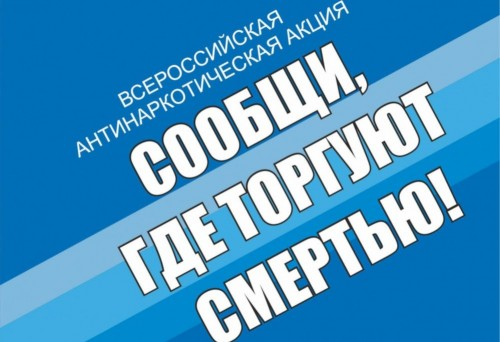 ВСЕРОССИЙСКАЯ
АНТИНАРКОТИЧЕСКАЯ АКЦИЯ
СООБЩИ,
ГДЕ ТОРГУЮТ
СМЕРТЬЮ!